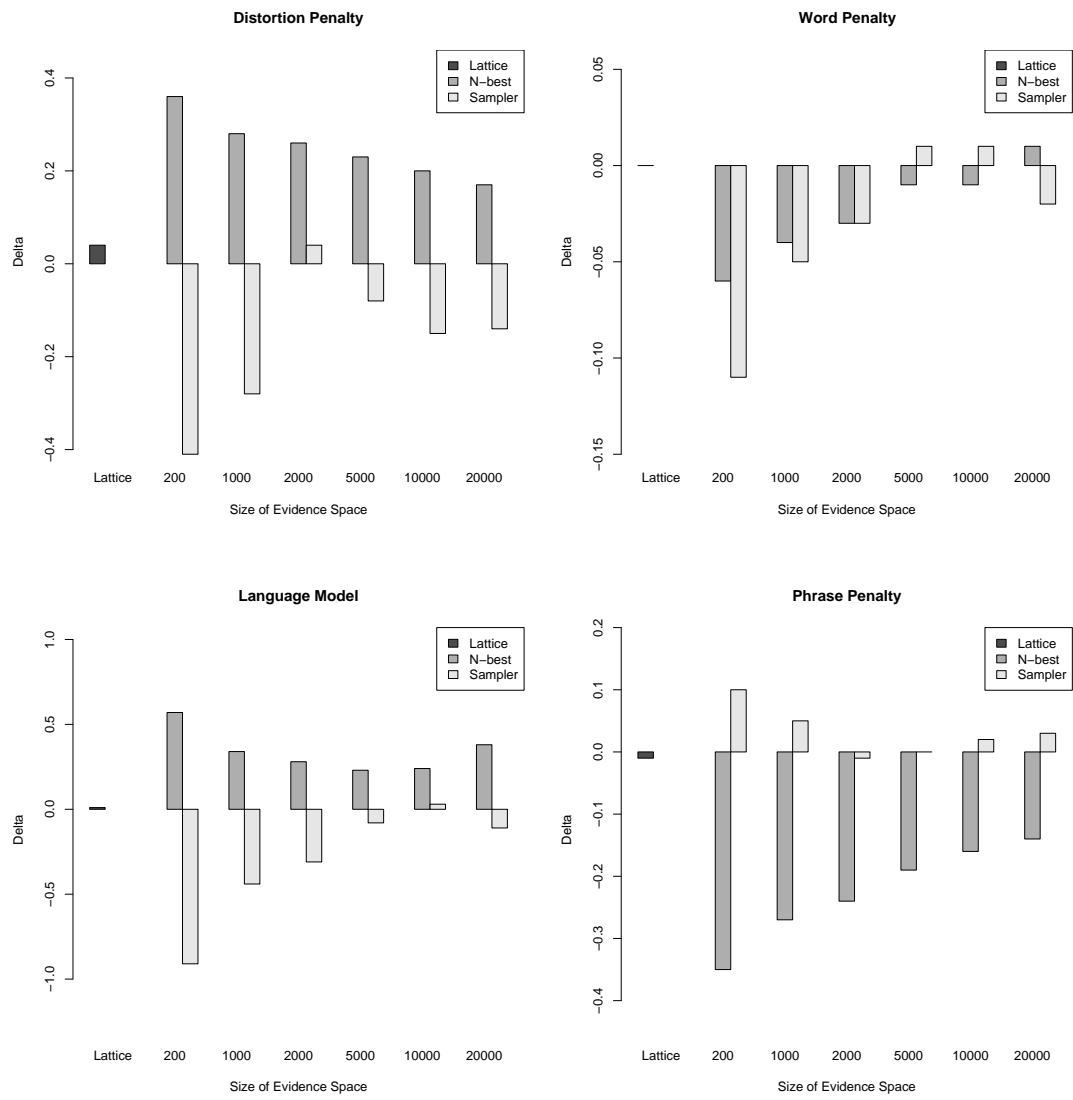 Distortion Penalty
Lattice
N−best
Sampler
0.4
0.2
0.0
−0.2
−0.4
Delta
Lattice 200 1000 2000 5000 10000 20000
Size of Evidence Space
Word Penalty
Lattice
N−best
Sampler
0.05
0.00
−0.05
−0.10
−0.15
Delta
Lattice 200 1000 2000 5000 10000 20000
Size of Evidence Space
Language Model
Lattice
N−best
Sampler
1.0
0.5
0.0
−0.5
−1.0
Delta
Lattice 200 1000 2000 5000 10000 20000
Size of Evidence Space
Phrase Penalty
Lattice
N−best
Sampler
0.2
0.1
0.0
−0.1
−0.2
−0.3
−0.4
Delta
Lattice 200 1000 2000 5000 10000 20000
Size of Evidence Space